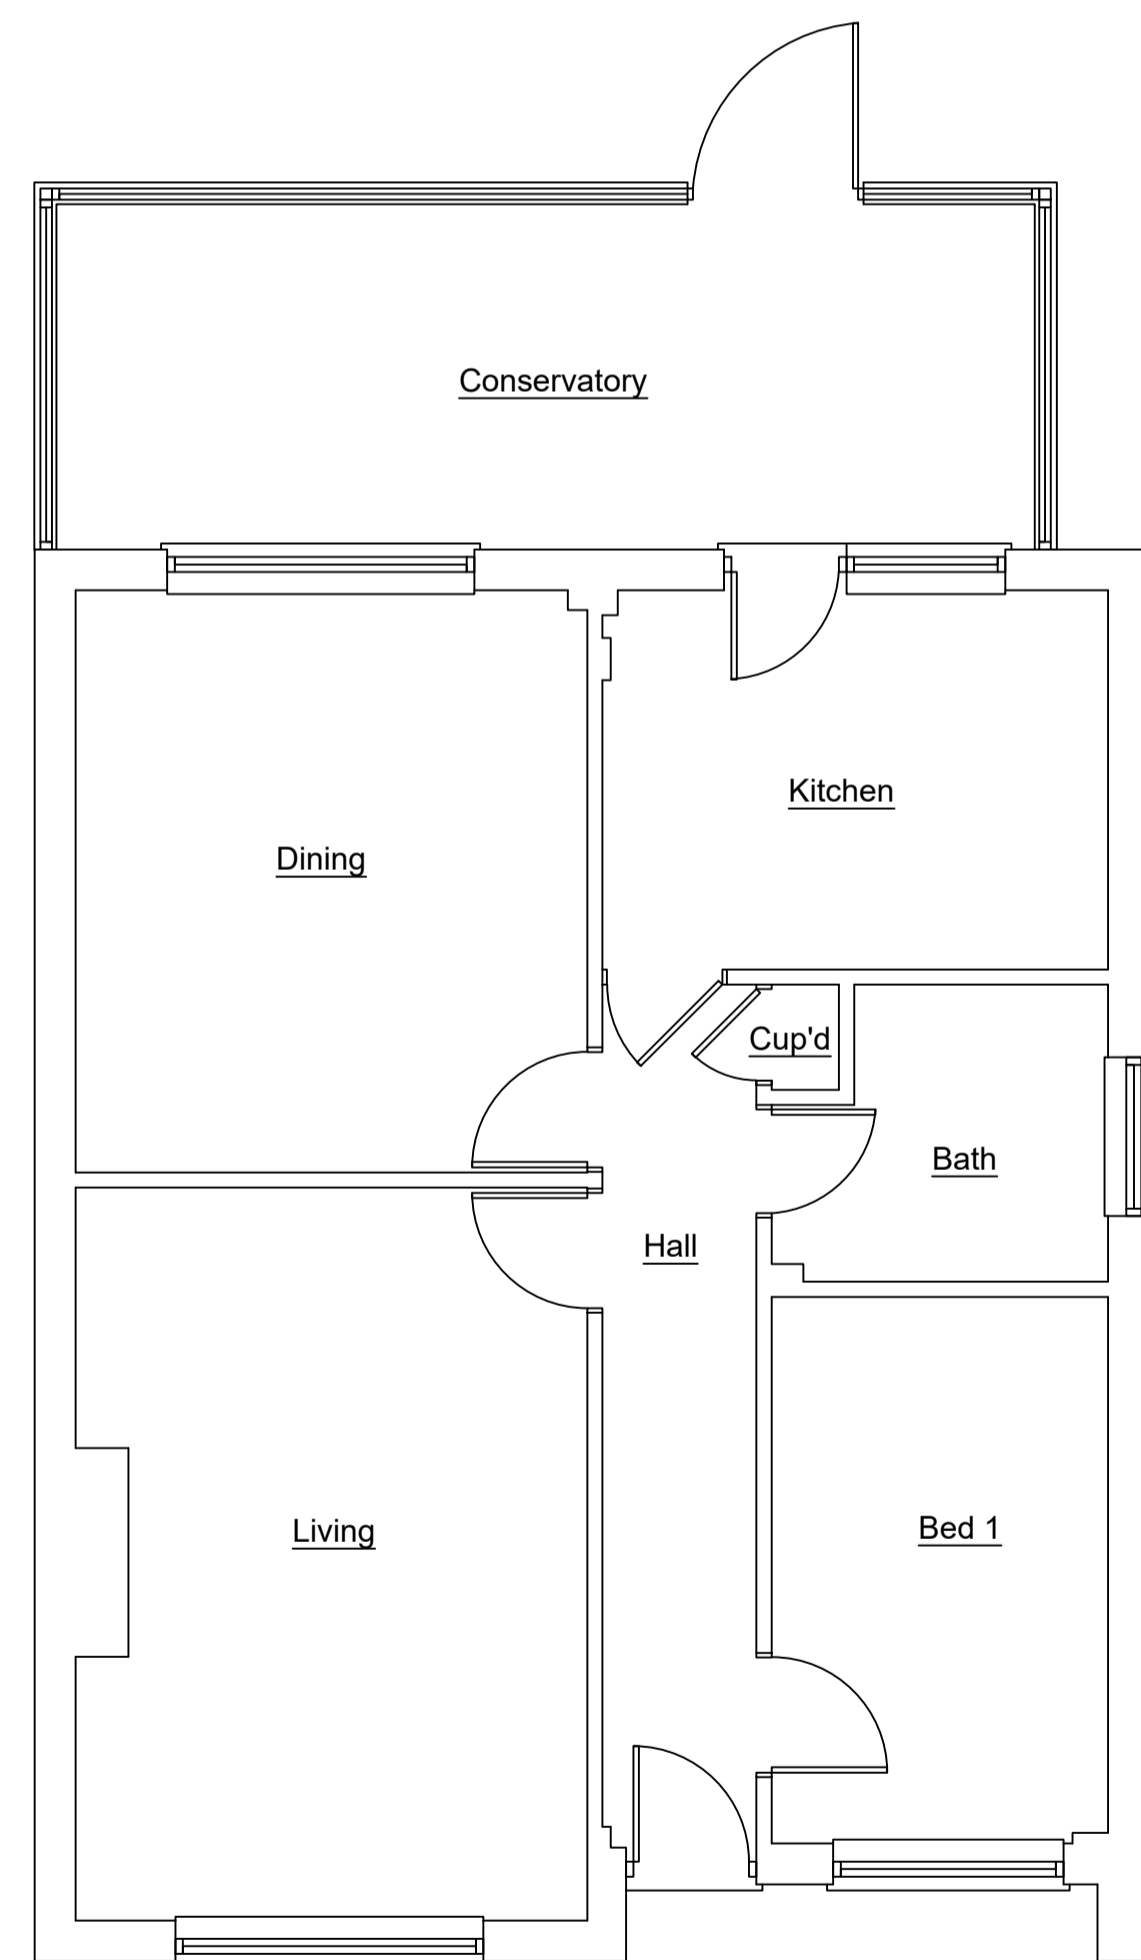 Conservatory
Kitchen
Dining
Cup'd
Bath
Hall
Living
Bed 1